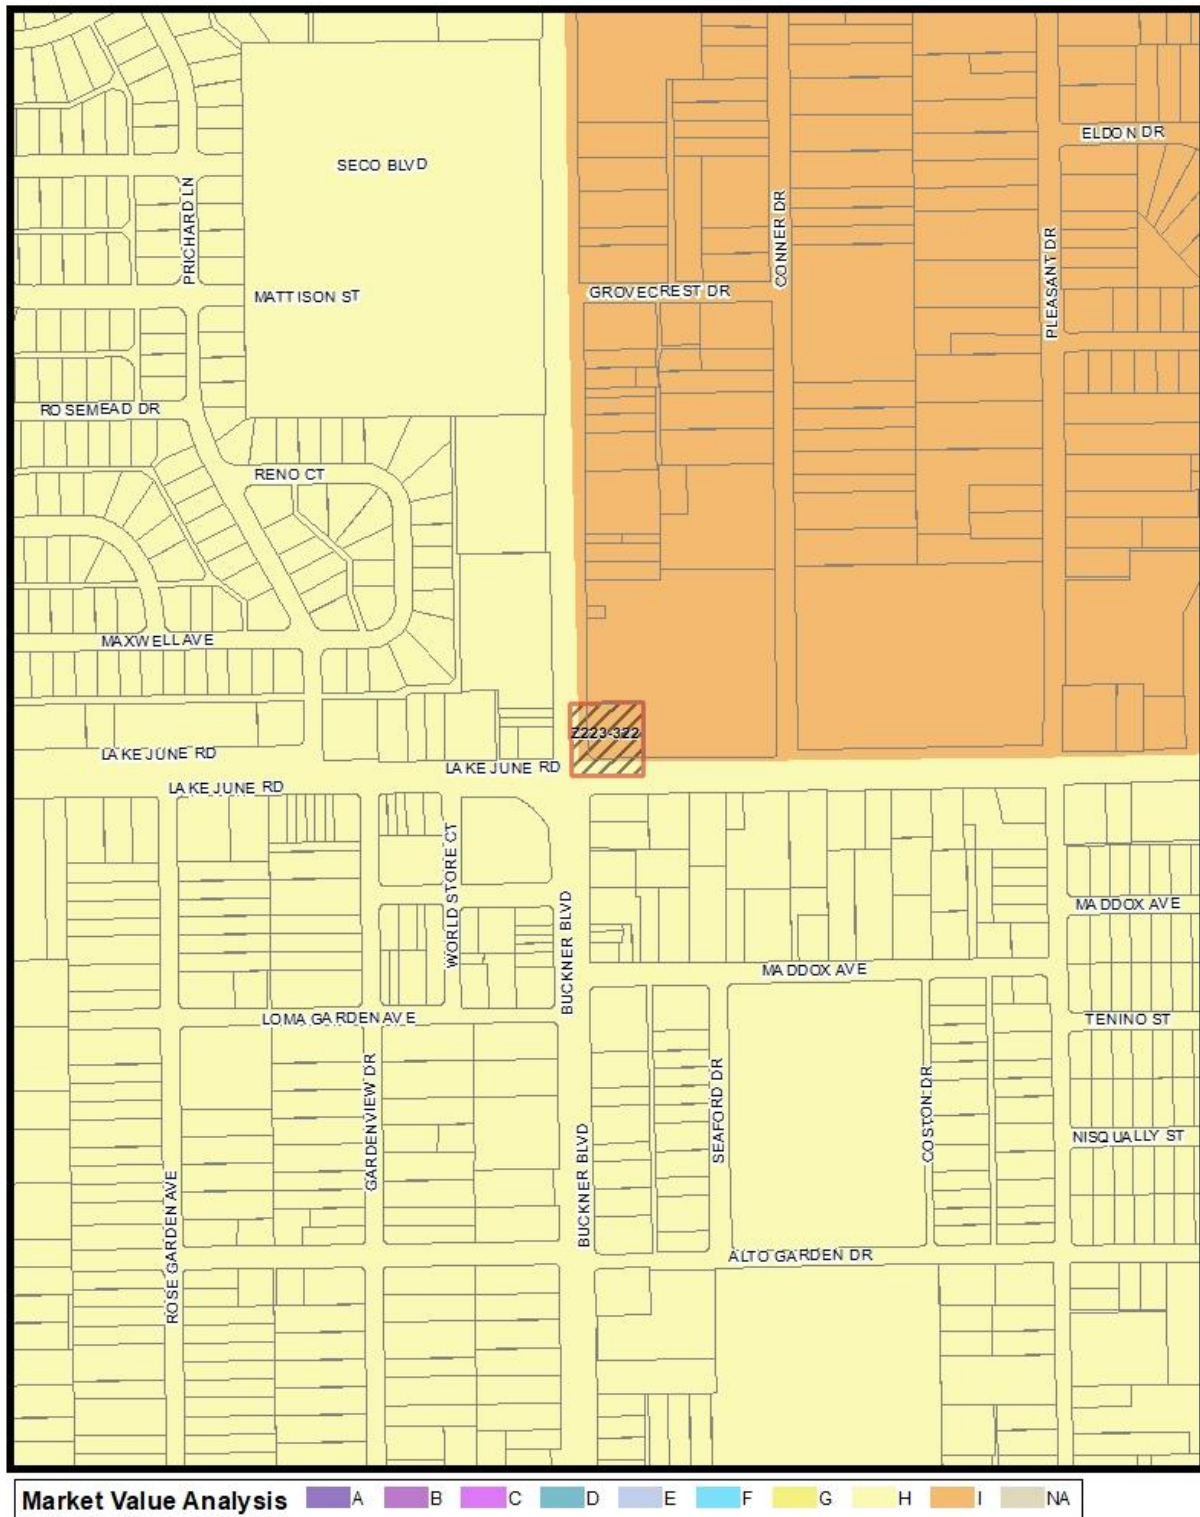 ELDON DR
SECO BLVD
PRICHARD LN
CONNER DR
PLEASANT DR
GROVECREST DR
MATTISON ST
ROSEMEAD DR
RENO CT
MAXWELL AVE
Z223-322
LAKE JUNE RD
LAKE JUNE RD
LAKE JUNE RD
WORLD STORE CT
BUCKNER BLVD
MADDOX AVE
MADDOX AVE
LOMA GARDEN AVE
TENINO ST
GARDENVIEW DR
SEAFORD DR
COSTON DR
NISQUALLY ST
BUCKNER BLVD
ROSE GARDEN AVE
ALTO GARDEN DR
Market Value Analysis A B C D E F G H I NA